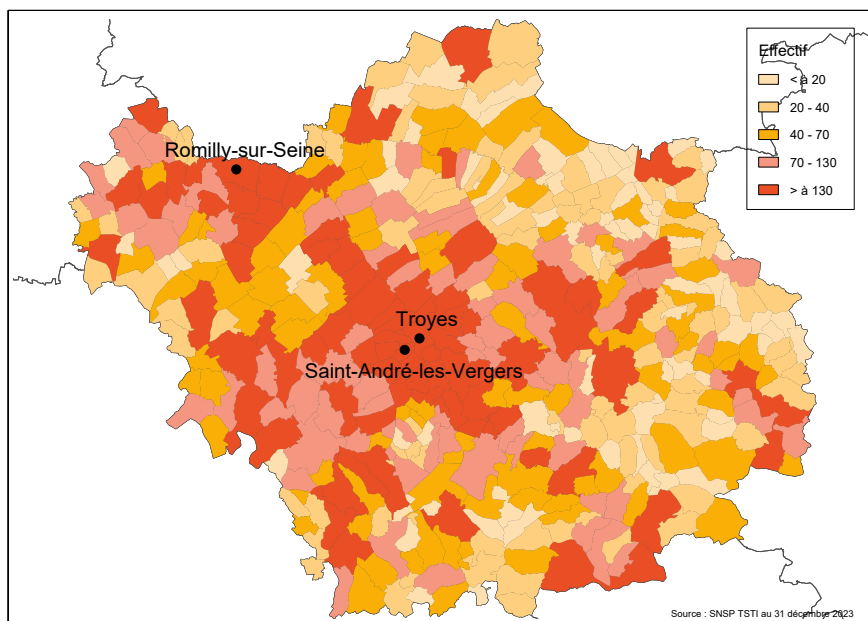 Effectif
< à 20
20 - 40
40 - 70
70 - 130
> à 130
Romilly-sur-Seine
Troyes
Saint-André-les-Vergers
Source : SNSP TSTI au 31 décembre 2023